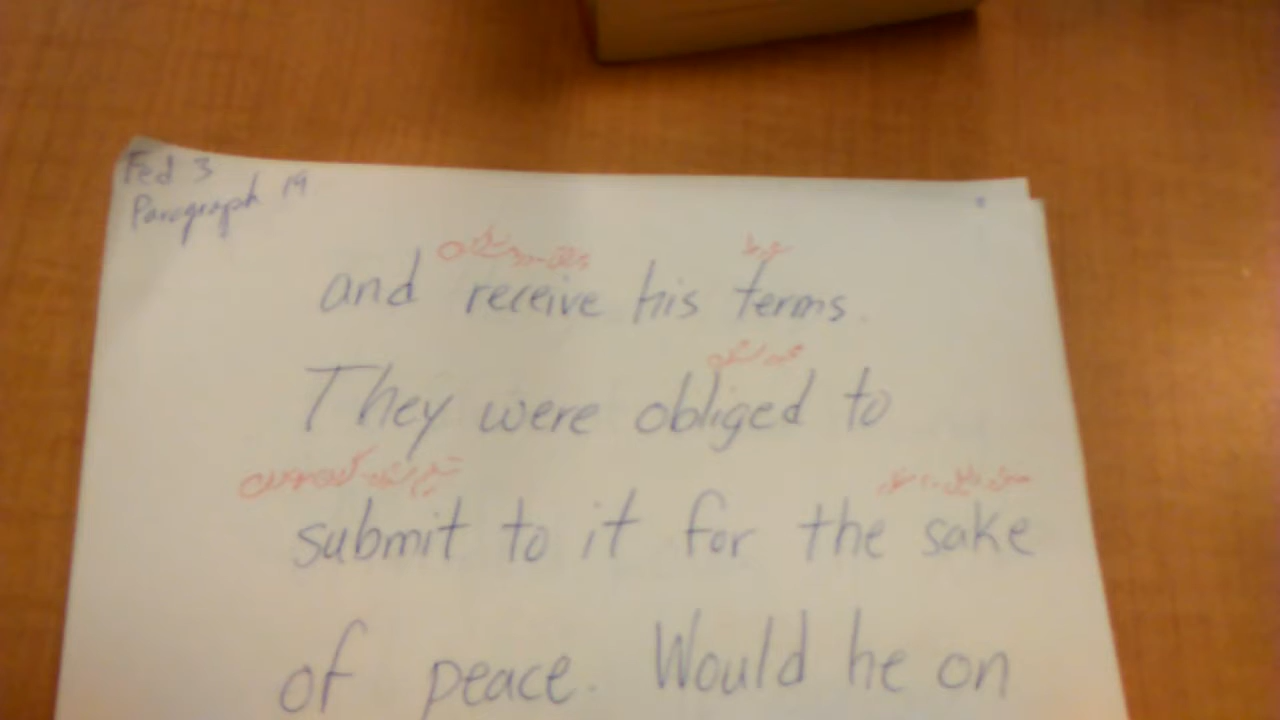 Fed 3
Paragraph 19
and receive his terms.
They were obliged to
submit to it for the sake
of peace. Would he on